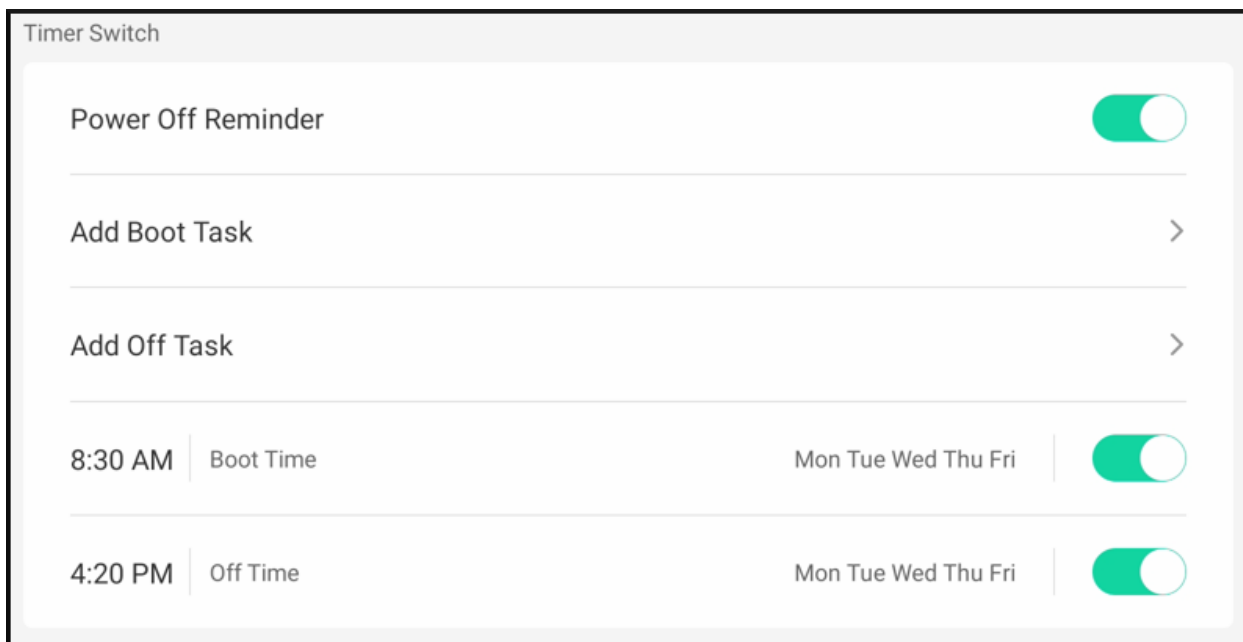 Timer Switch
Power Off Reminder
Add Boot Task
Add Off Task
8:30 AM Boot Time Mon Tue Wed Thu Fri
4:20 PM Off Time Mon Tue Wed Thu Fri